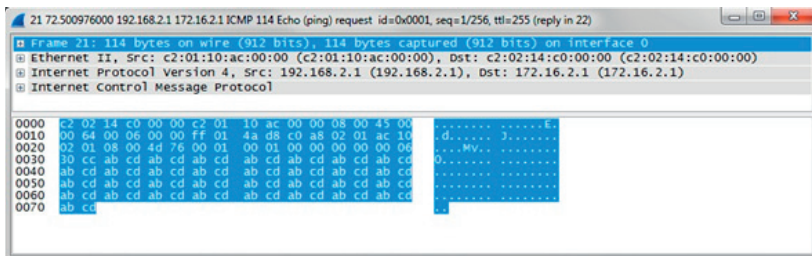 21 72.500976000 192.168.2.1 172.16.2.1 ICMP 114 Echo (ping) request id=0x0001, seq=1/256, ttl=255 (reply in 22)
Frame 21: 114 bytes on wire (912 bits), 114 bytes captured (912 bits) on interface 0
Ethernet II, Src: c2:01:10:ac:00:00 (c2:01:10:ac:00:00), Dst: c2:02:14:c0:00:00 (c2:02:14:c0:00:00)
Internet Protocol Version 4, Src: 192.168.2.1 (192.168.2.1), Dst: 172.16.2.1 (172.16.2.1)
Internet Control Message Protocol
0000 c2 02 14 c0 00 00 c2 01 10 ac 00 00 08 00 45 00 ........ ......E.
0010 00 64 00 06 00 00 ff 01 4a d8 c0 a8 02 01 ac 10 .d...... J.......
0020 02 01 08 00 4d 76 00 01 00 01 00 00 00 00 00 06 ....Mv.. ........
0030 30 cc ab cd ab cd ab cd ab cd ab cd ab cd ab cd 0....... ........
0040 ab cd ab cd ab cd ab cd ab cd ab cd ab cd ab cd ........ ........
0050 ab cd ab cd ab cd ab cd ab cd ab cd ab cd ab cd ........ ........
0060 ab cd ab cd ab cd ab cd ab cd ab cd ab cd ab cd ........ ........
0070 ab cd ..